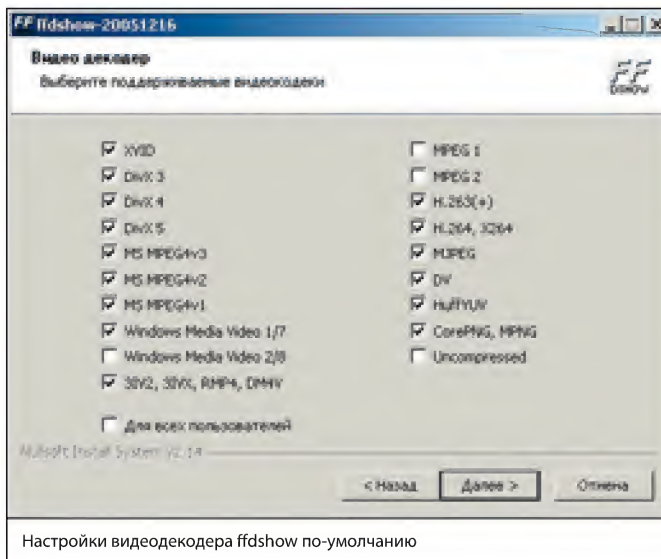 ffdshow-20051216
Видео декодер
Выберите поддерживаемые видеокодеки
FF
DShow
XVID
DivX 3
DivX 4
DivX 5
MS MPEG4v3
MS MPEG4v2
MS MPEG4v1
Windows Media Video 1/7
Windows Media Video 2/8
3IV2, 3IVX, RMP4, DM4V
Для всех пользователей
MPEG 1
MPEG 2
H.263(+)
H.264, X264
MJPEG
DV
HuffYUV
CorePNG, MPNG
Uncompressed
Nullsoft Install System v2.14
< Назад
Далее >
Отмена
Настройки видеодекодера ffdshow по-умолчанию